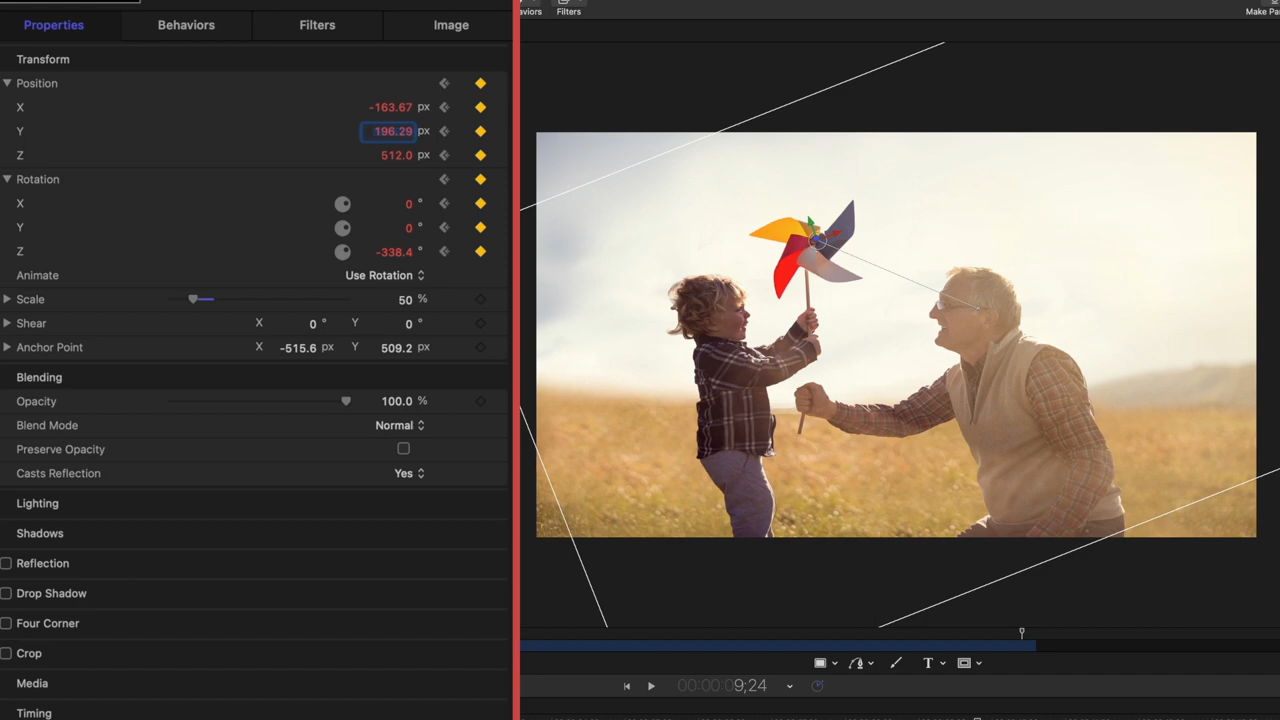 Properties Behaviors Filters Image
Transform
Position
X -163.67 px
Y 196.29 px
Z 512.0 px
Rotation
X 0 °
Y 0 °
Z -338.4 °
Animate Use Rotation
Scale 50 %
Shear X 0 ° Y 0 °
Anchor Point X -515.6 px Y 509.2 px
Blending
Opacity 100.0 %
Blend Mode Normal
Preserve Opacity
Casts Reflection Yes
Lighting
Shadows
Reflection
Drop Shadow
Four Corner
Crop
Media
Timing
aviors Filters Make Pa
T
00:00:09;24